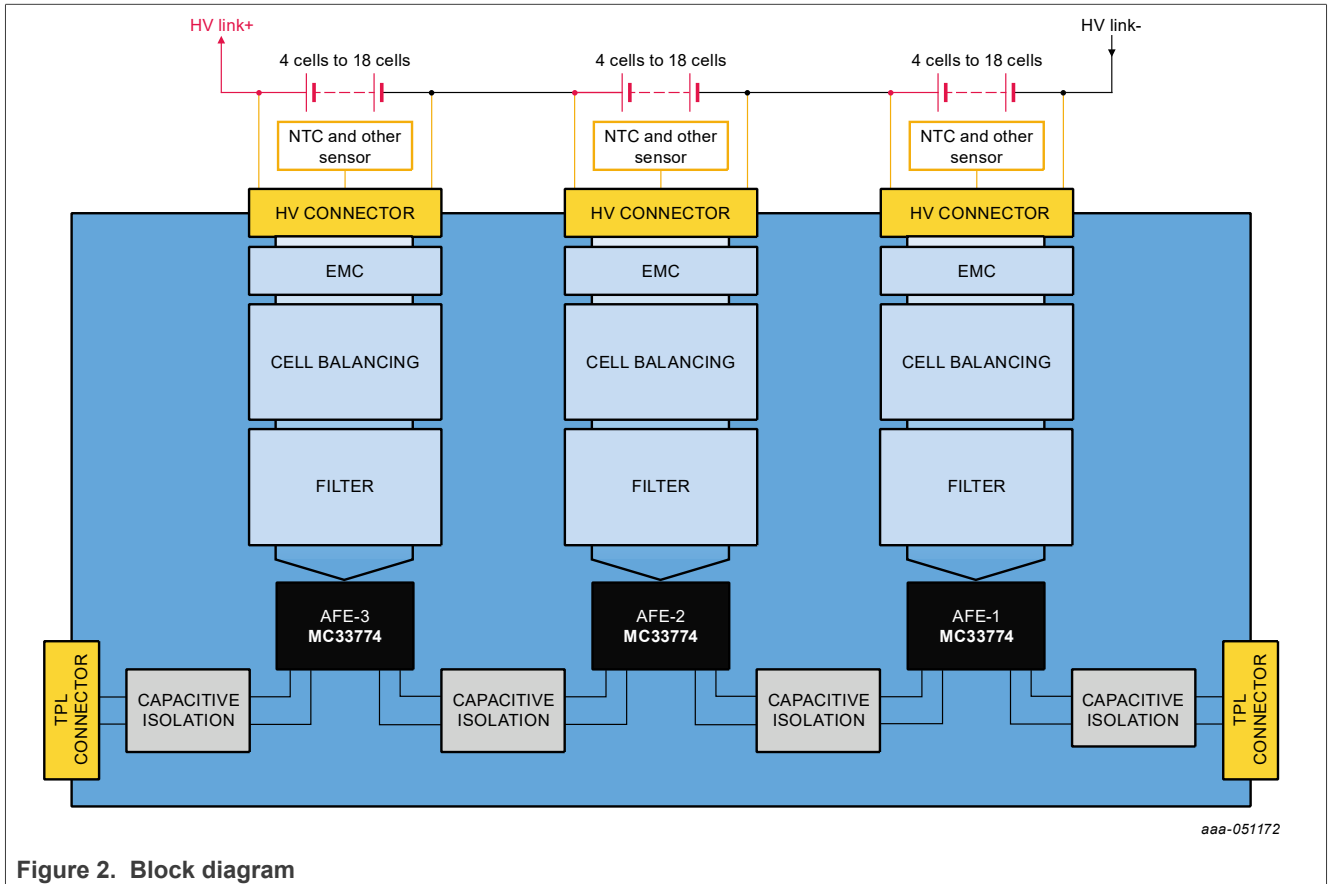 HV link+
HV link-
4 cells to 18 cells
4 cells to 18 cells
4 cells to 18 cells
NTC and other
sensor
NTC and other
sensor
NTC and other
sensor
HV CONNECTOR
HV CONNECTOR
HV CONNECTOR
EMC
EMC
EMC
CELL BALANCING
CELL BALANCING
CELL BALANCING
FILTER
FILTER
FILTER
AFE-3
MC33774
AFE-2
MC33774
AFE-1
MC33774
TPL
CONNECTOR
CAPACITIVE
ISOLATION
CAPACITIVE
ISOLATION
CAPACITIVE
ISOLATION
CAPACITIVE
ISOLATION
TPL
CONNECTOR
aaa-051172
Figure 2. Block diagram